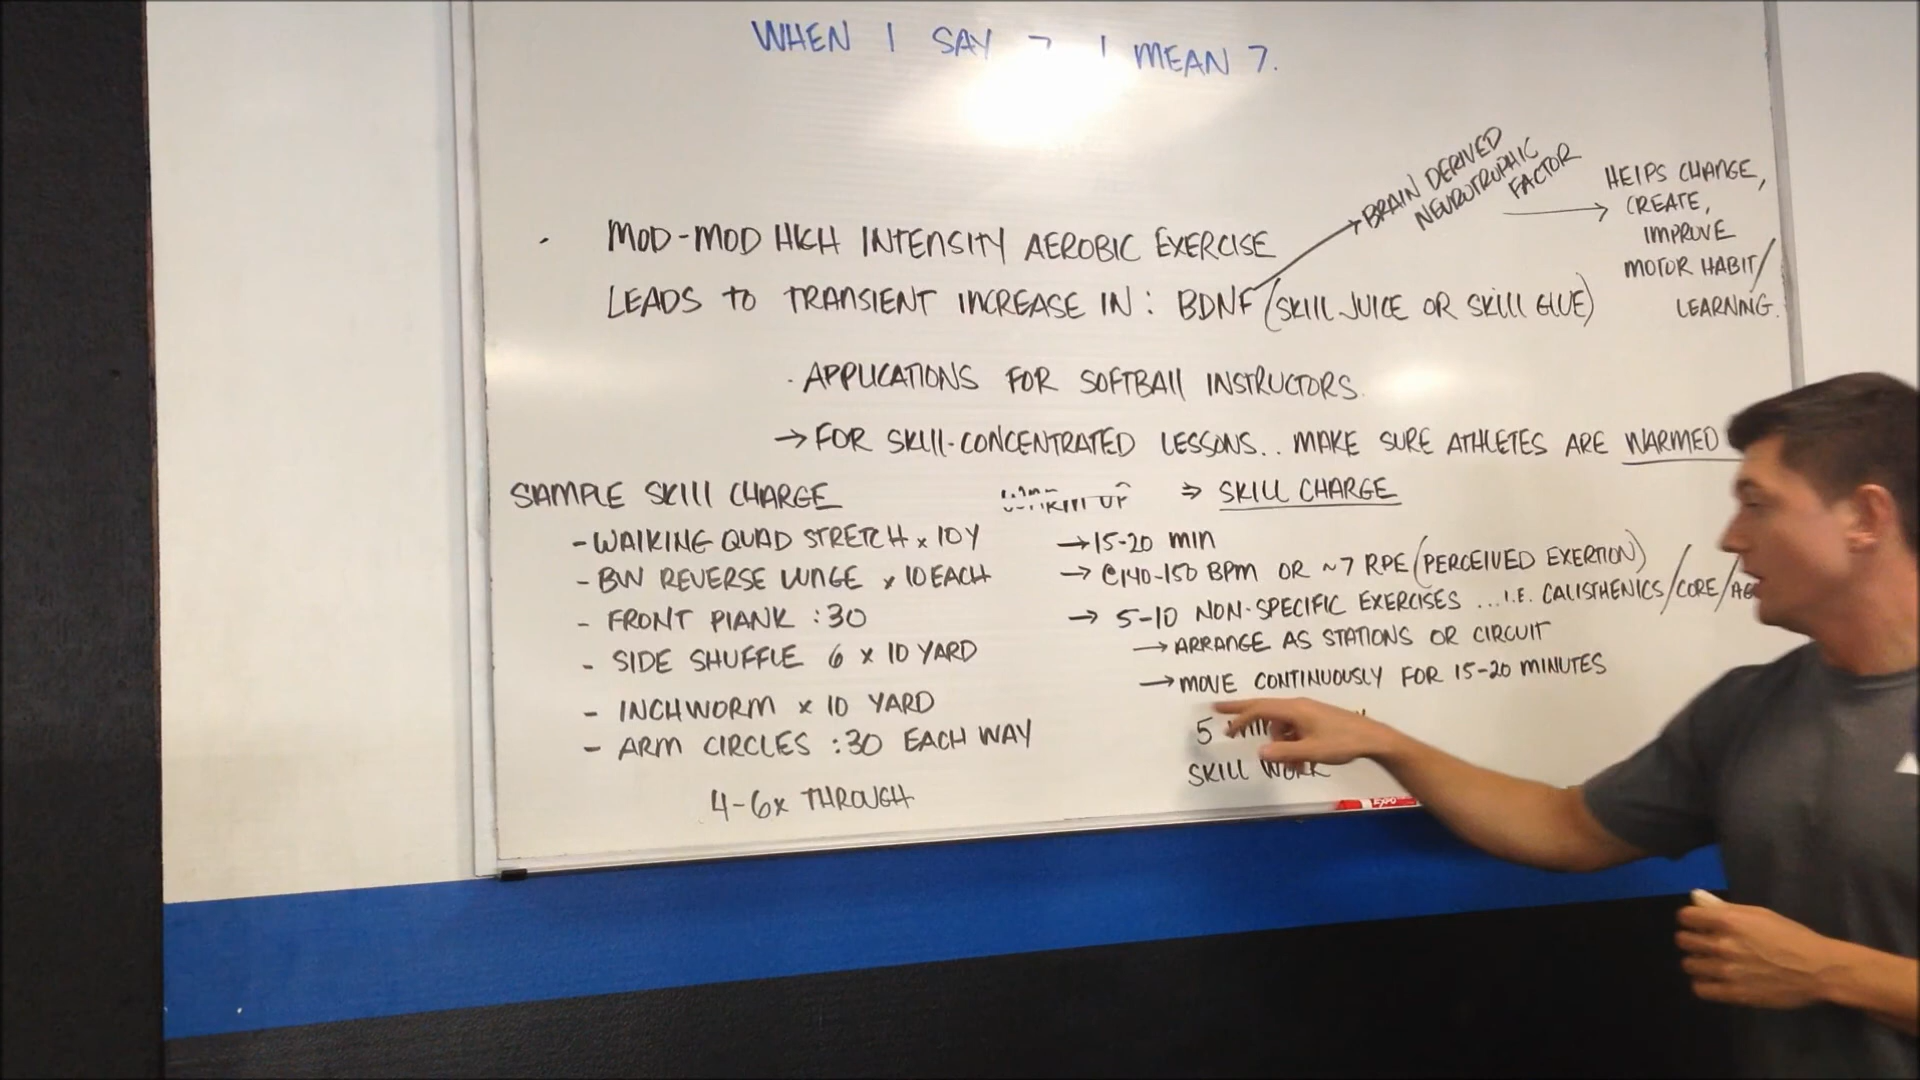 WHEN I SAY 7 I MEAN 7.
BRAIN DERIVED
NEUROTROPHIC
FACTOR
HELPS CHANGE,
CREATE,
IMPROVE
MOTOR HABIT/
LEARNING.
· MOD-MOD HIGH INTENSITY AEROBIC EXERCISE
LEADS TO TRANSIENT INCREASE IN: BDNF (SKILL JUICE OR SKILL GLUE)
· APPLICATIONS FOR SOFTBALL INSTRUCTORS.
→ FOR SKILL-CONCENTRATED LESSONS.. MAKE SURE ATHLETES ARE WARMED
SAMPLE SKILL CHARGE
- WALKING QUAD STRETCH x 10Y
- BW REVERSE LUNGE x 10 EACH
- FRONT PLANK :30
- SIDE SHUFFLE 6 x 10 YARD
- INCHWORM x 10 YARD
- ARM CIRCLES :30 EACH WAY
4-6x THROUGH
UP ⇒ SKILL CHARGE
→ 15-20 MIN
→ @140-150 BPM OR ~7 RPE (PERCEIVED EXERTION)
→ 5-10 NON-SPECIFIC EXERCISES ...I.E. CALISTHENICS/CORE/
→ ARRANGE AS STATIONS OR CIRCUIT
→ MOVE CONTINUOUSLY FOR 15-20 MINUTES
5
SKILL WORK
EXPO